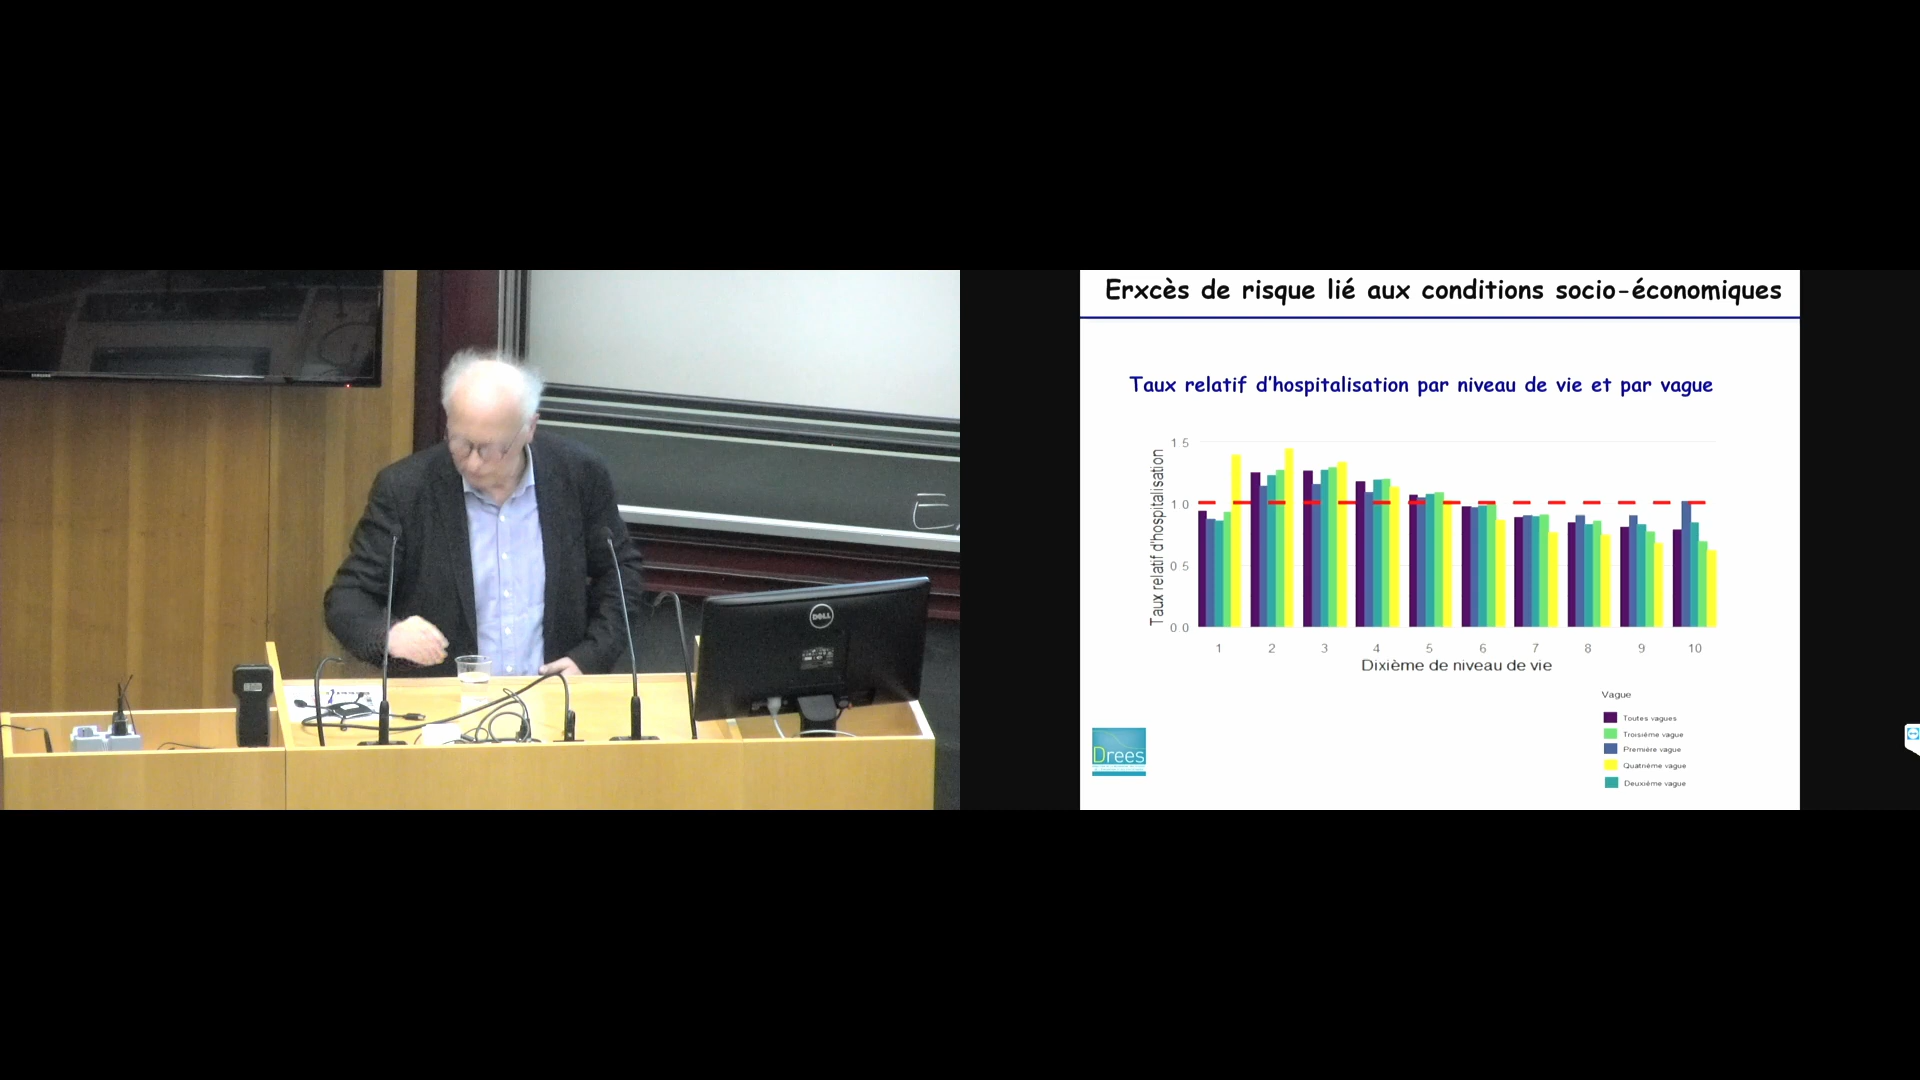 SAMSUNG
E
DELL
Erxcès de risque lié aux conditions socio-économiques
Taux relatif d'hospitalisation par niveau de vie et par vague
Taux relatif d'hospitalisation
1 5
1 0
0 5
0 0
1 2 3 4 5 6 7 8 9 10
Dixième de niveau de vie
Vague
Toutes vagues
Troisième vague
Première vague
Quatrième vague
Deuxième vague
Drees